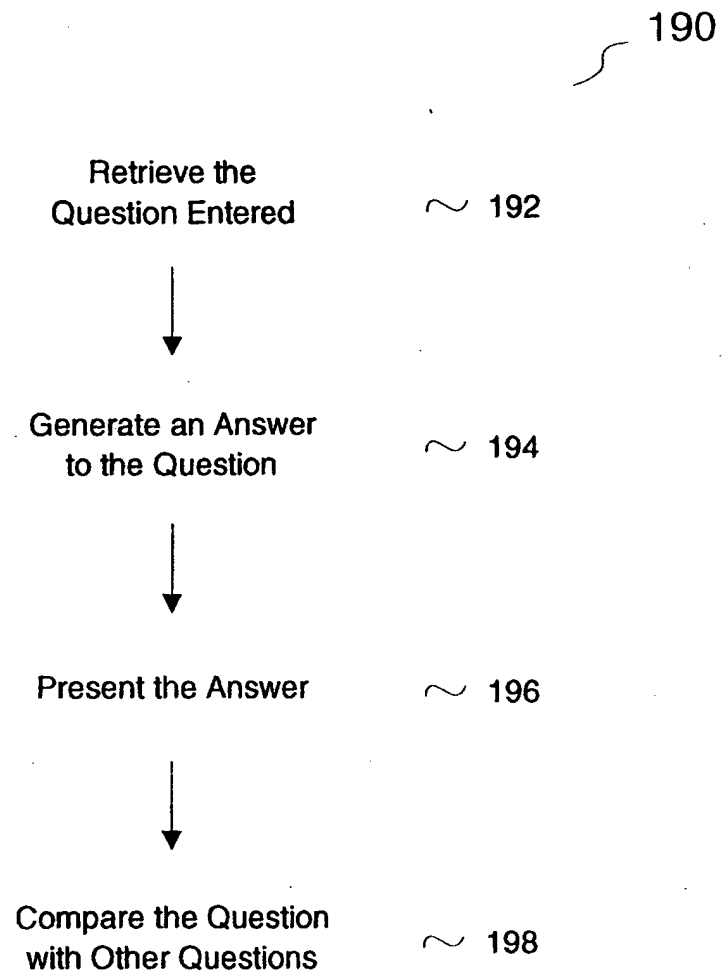 190
Retrieve the
Question Entered
192
Generate an Answer
to the Question
194
Present the Answer
196
Compare the Question
with Other Questions
198